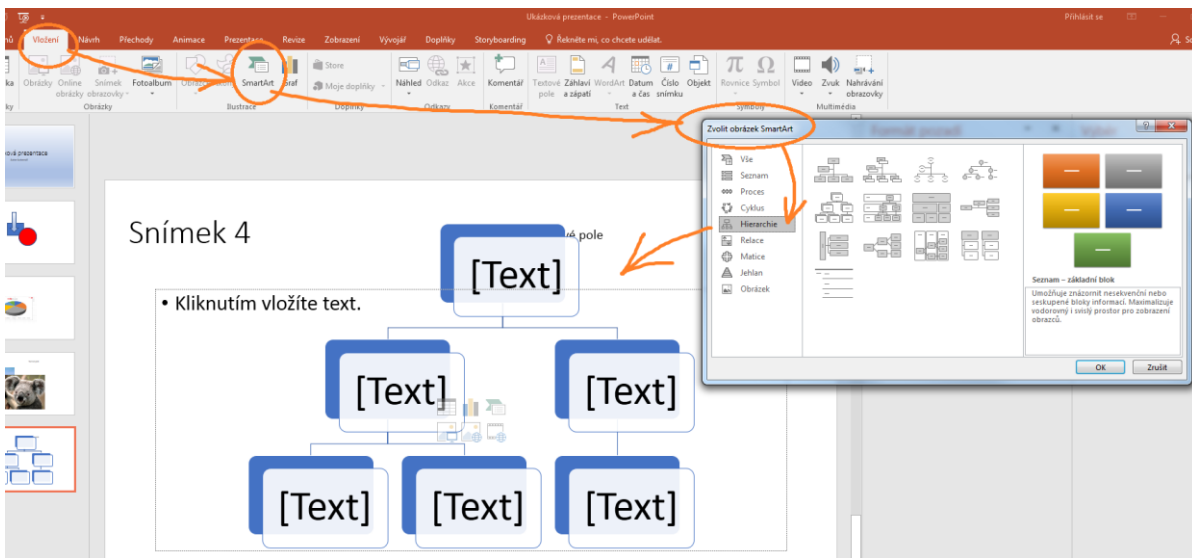 Ukázková prezentace - PowerPoint
Přihlásit se
Vložení Návrh Přechody Animace Prezentace Revize Zobrazení Vývojář Doplňky Storyboarding Řekněte mi, co chcete udělat.
Obrázky Online obrázky Snímek obrazovky Fotoalbum
SmartArt Graf
Store
Moje doplňky
Náhled Odkaz Akce
Komentář
Textové pole Záhlaví a zápatí WordArt Datum a čas Číslo snímku Objekt
Rovnice Symbol
Video Zvuk Nahrávání obrazovky
Obrázky Ilustrace Doplňky Odkazy Komentář Text Symboly Multimédia
Zvolit obrázek SmartArt
Formát pozadí
Výběr
Vše
Seznam
Proces
Cyklus
Hierarchie
Relace
Matice
Jehlan
Obrázek
Seznam – základní blok
Umožňuje znázornit nesekvenční nebo
seskupené bloky informací. Maximalizuje
vodorovný i svislý prostor pro zobrazení
obrazců.
OK Zrušit
Snímek 4
pole
• Kliknutím vložíte text.
[Text]
[Text] [Text]
[Text] [Text] [Text]